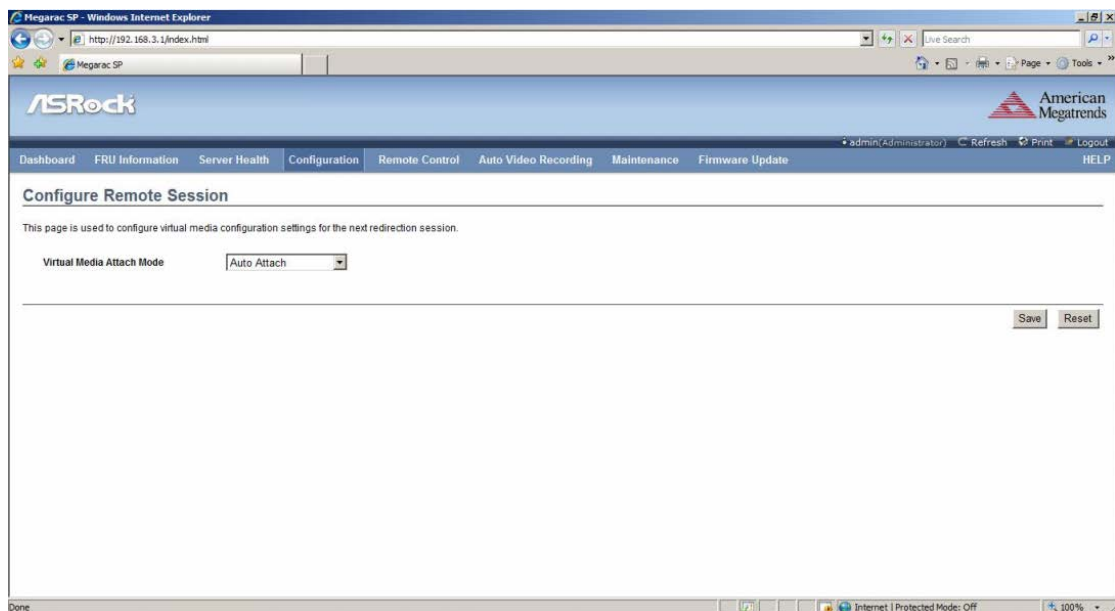 Megarac SP - Windows Internet Explorer
http://192.168.3.1/index.html
Live Search
Megarac SP
Page
Tools
ASRock
American
Megatrends
admin(Administrator) Refresh Print Logout
Dashboard FRU Information Server Health Configuration Remote Control Auto Video Recording Maintenance Firmware Update HELP
Configure Remote Session
This page is used to configure virtual media configuration settings for the next redirection session.
Virtual Media Attach Mode Auto Attach
Save Reset
Done
Internet | Protected Mode: Off
100%